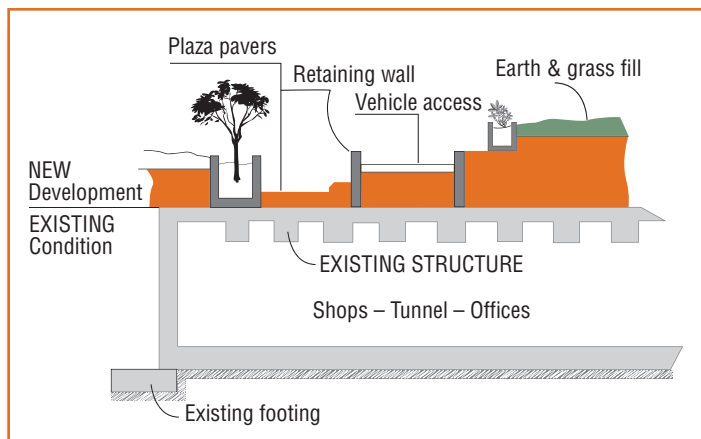 Plaza pavers
Retaining wall
Earth & grass fill
Vehicle access
NEW
Development
EXISTING
Condition
EXISTING STRUCTURE
Shops – Tunnel – Offices
Existing footing